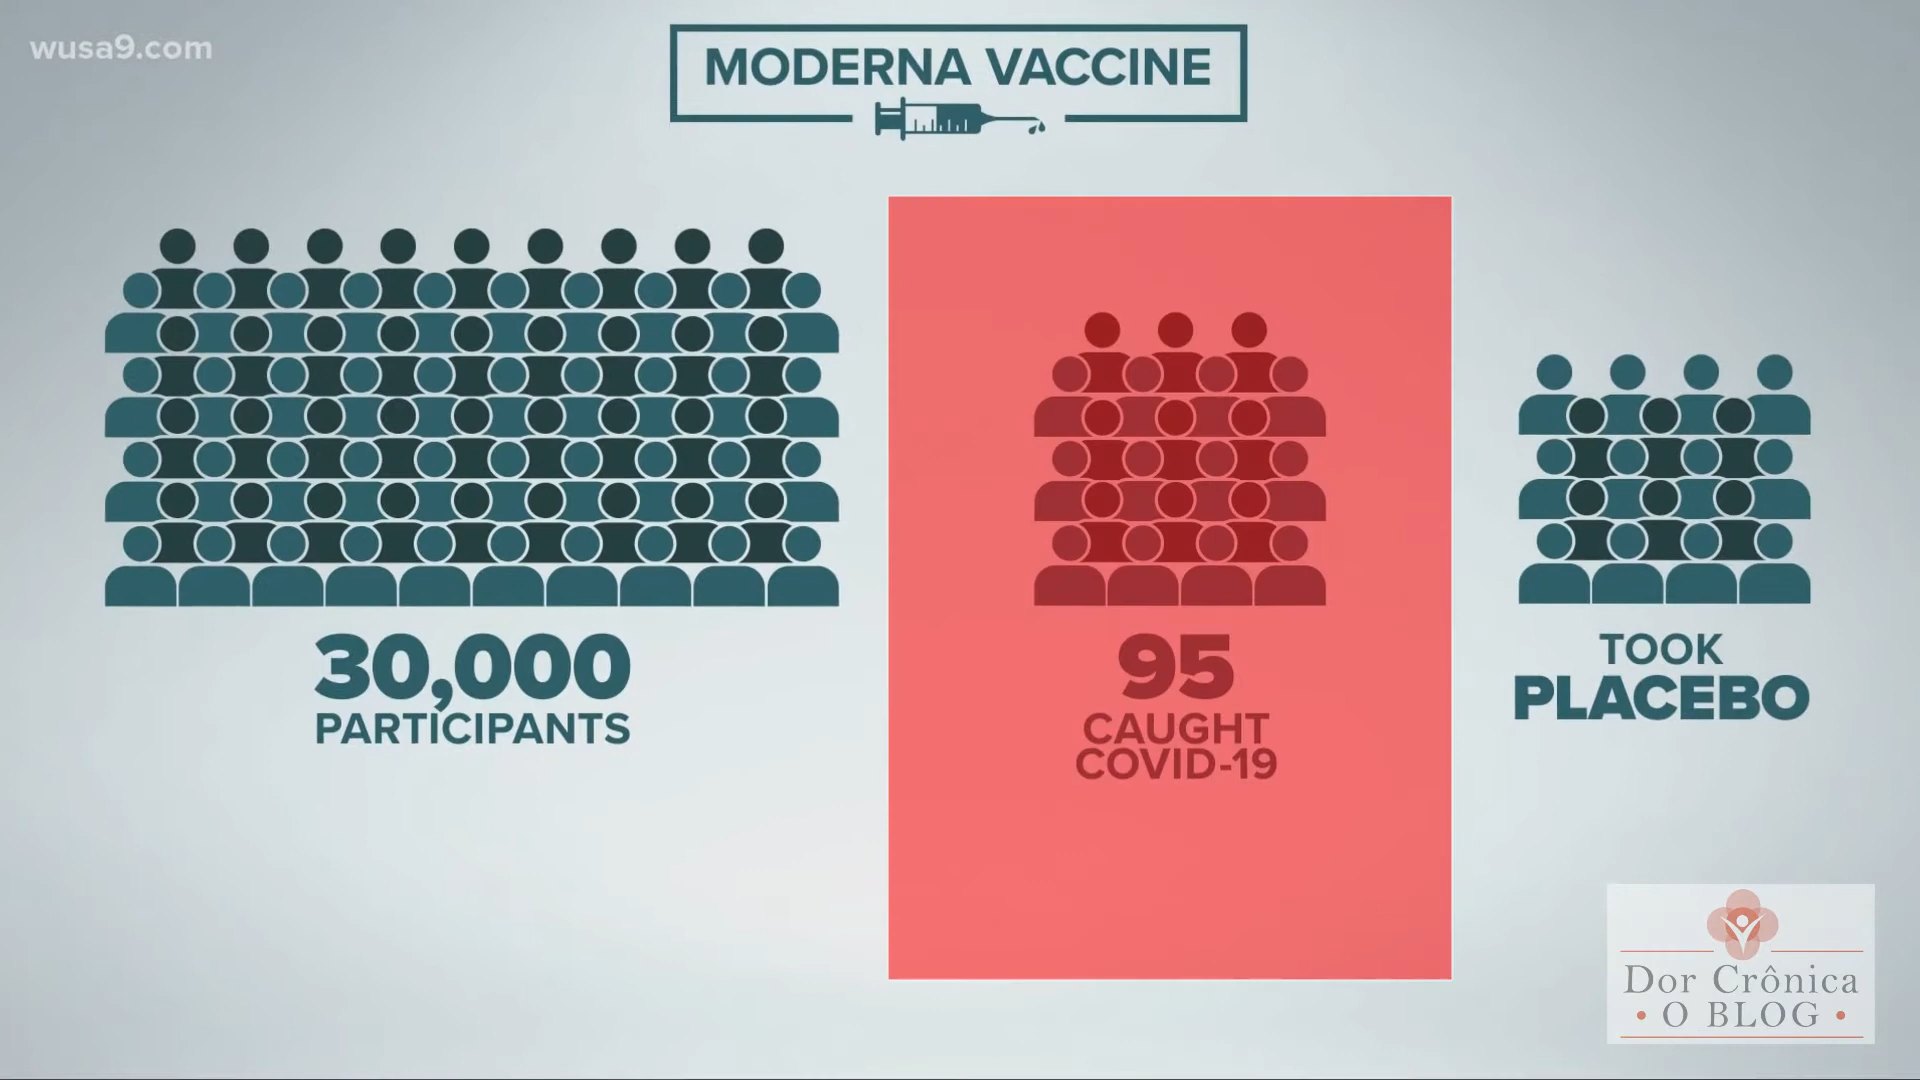 wusa9.com
MODERNA VACCINE
30,000
PARTICIPANTS
95
CAUGHT
COVID-19
TOOK
PLACEBO
Dor Crônica
• O BLOG •